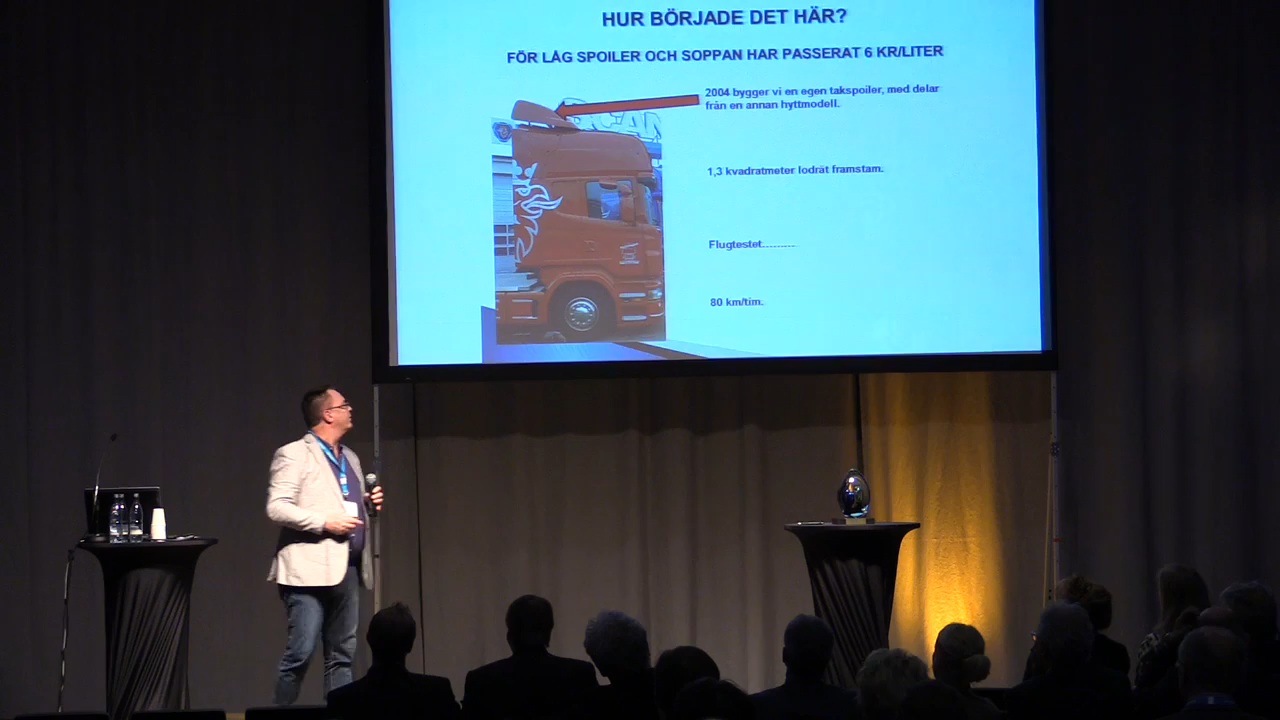 HUR BÖRJADE DET HÄR?
FÖR LÅG SPOILER OCH SOPPAN HAR PASSERAT 6 KR/LITER
2004 bygger vi en egen takspoiler, med delar
från en annan hyttmodell.
1,3 kvadratmeter lodrät framstam.
Flugtestet..........
80 km/tim.